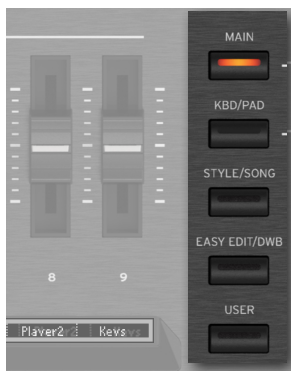 MAIN
KBD/PAD
STYLE/SONG
EASY EDIT/DWB
USER
8 9
Player2 Keys